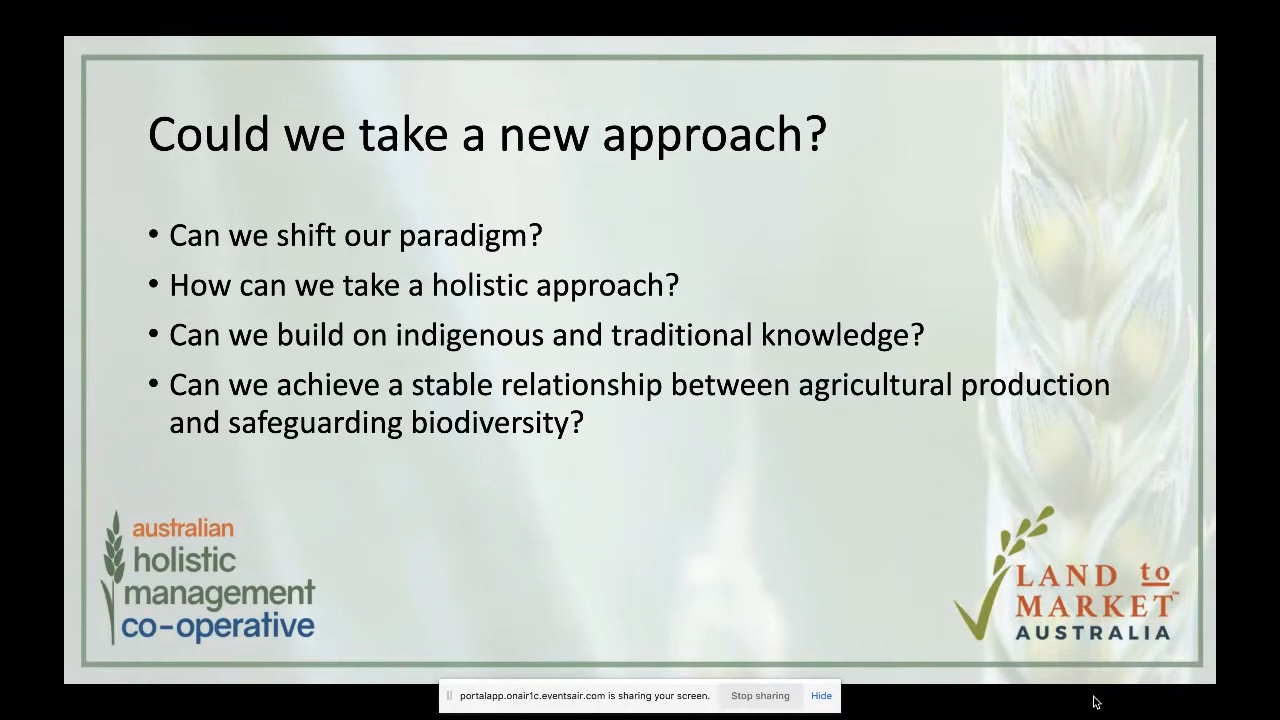 Could we take a new approach?
• Can we shift our paradigm?
• How can we take a holistic approach?
• Can we build on indigenous and traditional knowledge?
• Can we achieve a stable relationship between agricultural production
and safeguarding biodiversity?
australian
holistic
management
co-operative
LAND to
MARKET™
AUSTRALIA
portalapp.onair1c.eventsair.com is sharing your screen. Stop sharing Hide